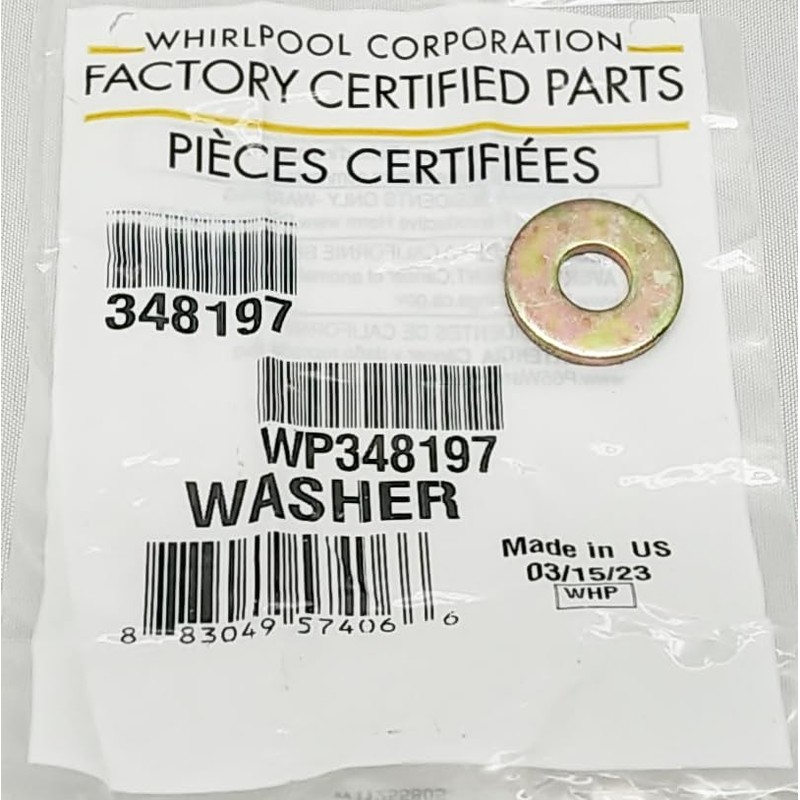 WHIRLPOOL CORPORATION
FACTORY CERTIFIED PARTS
PIÈCES CERTIFIÉES
348197
WP348197
WASHER
Made in US
03/15/23
WHP
8 83049 57406 6